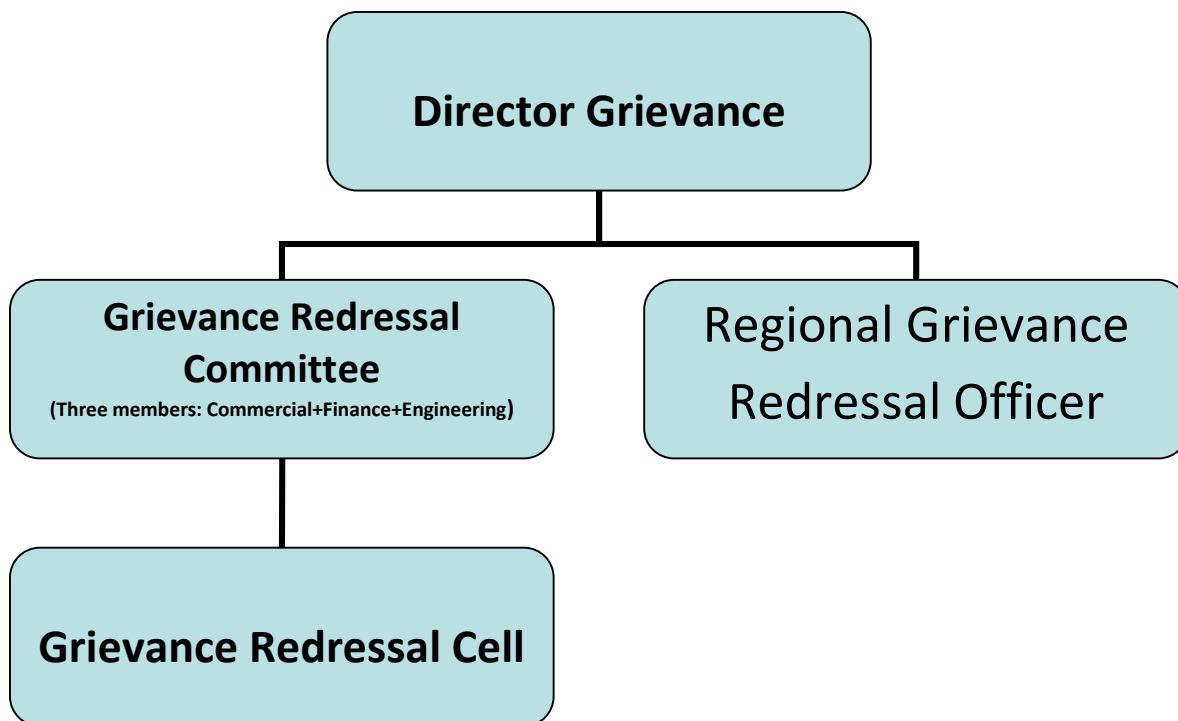 Director Grievance
Grievance Redressal
Committee
(Three members: Commercial+Finance+Engineering)
Regional Grievance
Redressal Officer
Grievance Redressal Cell